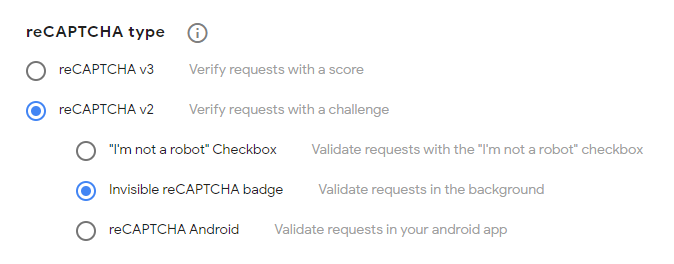 reCAPTCHA type
reCAPTCHA v3 Verify requests with a score
reCAPTCHA v2 Verify requests with a challenge
"I'm not a robot" Checkbox Validate requests with the "I'm not a robot" checkbox
Invisible reCAPTCHA badge Validate requests in the background
reCAPTCHA Android Validate requests in your android app